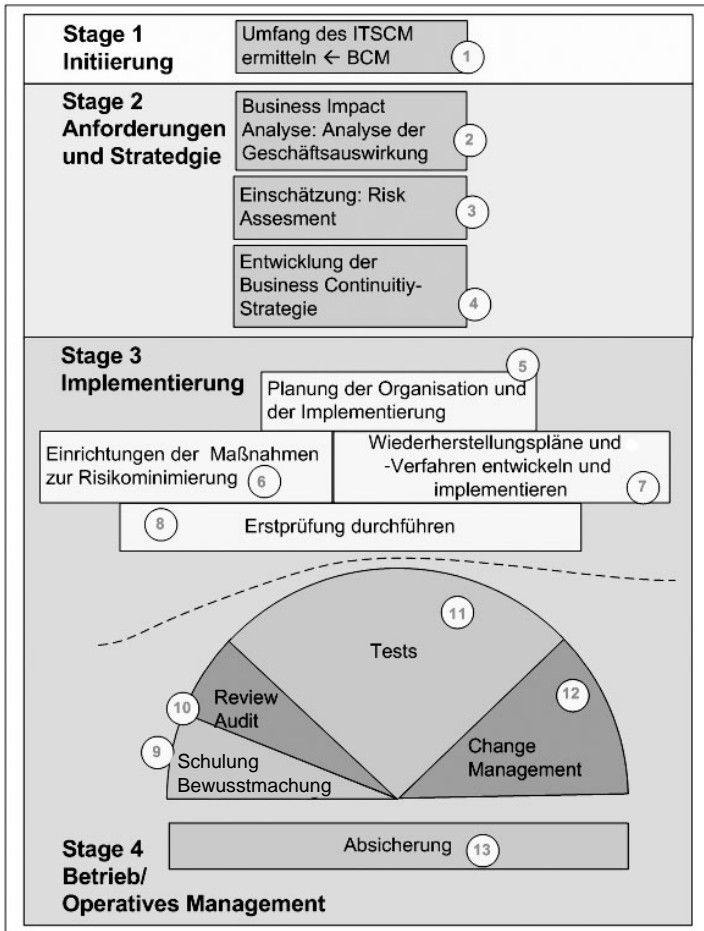 Stage 1
Initiierung
Umfang des ITSCM
ermitteln ← BCM
1
Stage 2
Anforderungen
und Stratedgie
Business Impact
Analyse: Analyse der
Geschäftsauswirkung
2
Einschätzung: Risk
Assesment
3
Entwicklung der
Business Continuitiy-
Strategie
4
Stage 3
Implementierung
5
Planung der Organisation und
der Implementierung
Einrichtungen der Maßnahmen
zur Risikominimierung
6
Wiederherstellungspläne und
-Verfahren entwickeln und
implementieren
7
8
Erstprüfung durchführen
11
Tests
10
Review
Audit
12
Change
Management
9
Schulung
Bewusstmachung
Absicherung
13
Stage 4
Betrieb/
Operatives Management